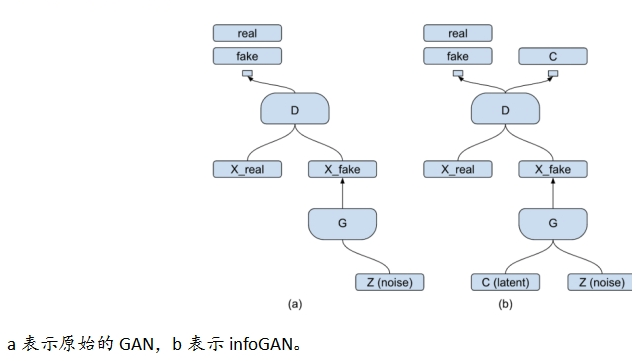 real real
fake fake C
D D
X_real X_fake X_real X_fake
G G
Z (noise) C (latent) Z (noise)
(a) (b)
a 表示原始的 GAN，b 表示 infoGAN。